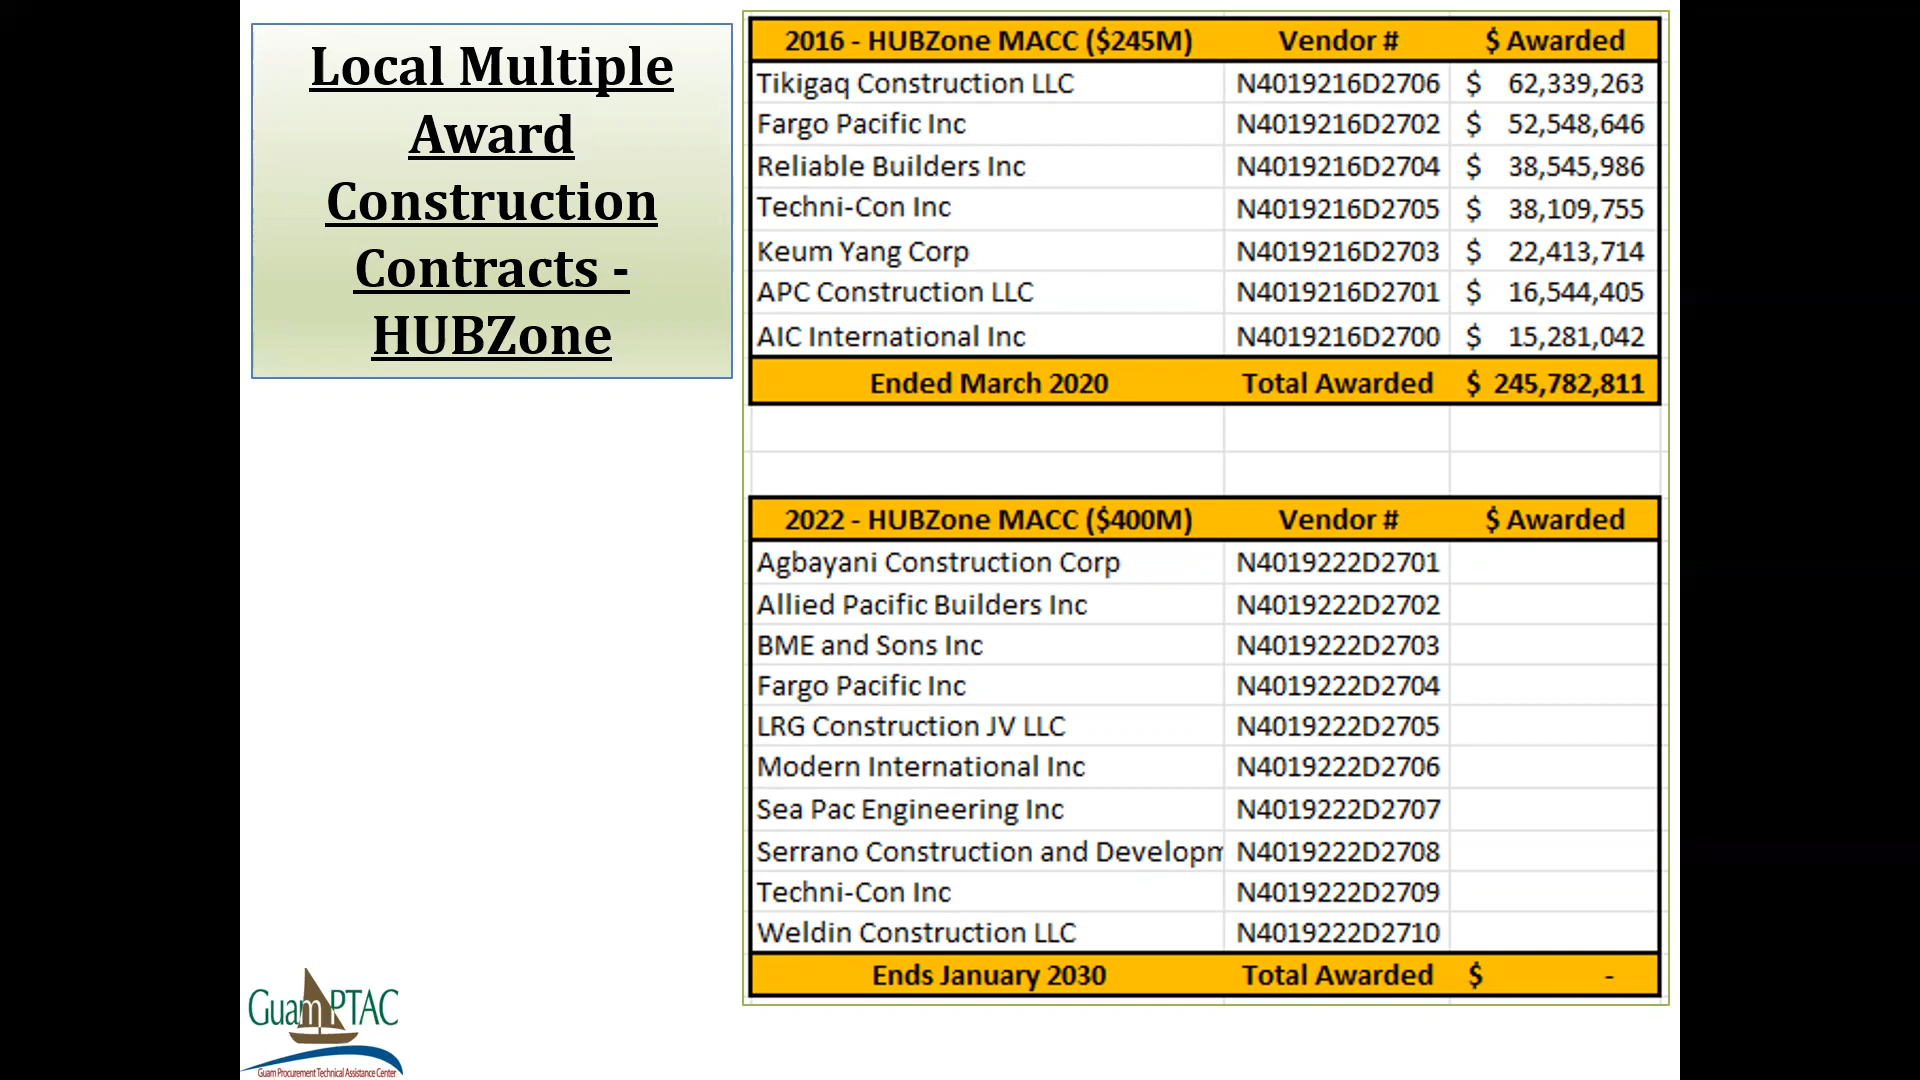 Local Multiple
Award
Construction
Contracts -
HUBZone
2016 - HUBZone MACC ($245M) Vendor # $ Awarded
Tikigaq Construction LLC N4019216D2706 $ 62,339,263
Fargo Pacific Inc N4019216D2702 $ 52,548,646
Reliable Builders Inc N4019216D2704 $ 38,545,986
Techni-Con Inc N4019216D2705 $ 38,109,755
Keum Yang Corp N4019216D2703 $ 22,413,714
APC Construction LLC N4019216D2701 $ 16,544,405
AIC International Inc N4019216D2700 $ 15,281,042
Ended March 2020 Total Awarded $ 245,782,811
2022 - HUBZone MACC ($400M) Vendor # $ Awarded
Agbayani Construction Corp N4019222D2701
Allied Pacific Builders Inc N4019222D2702
BME and Sons Inc N4019222D2703
Fargo Pacific Inc N4019222D2704
LRG Construction JV LLC N4019222D2705
Modern International Inc N4019222D2706
Sea Pac Engineering Inc N4019222D2707
Serrano Construction and Developm N4019222D2708
Techni-Con Inc N4019222D2709
Weldin Construction LLC N4019222D2710
Ends January 2030 Total Awarded $ -
GuamPTAC
Guam Procurement Technical Assistance Center